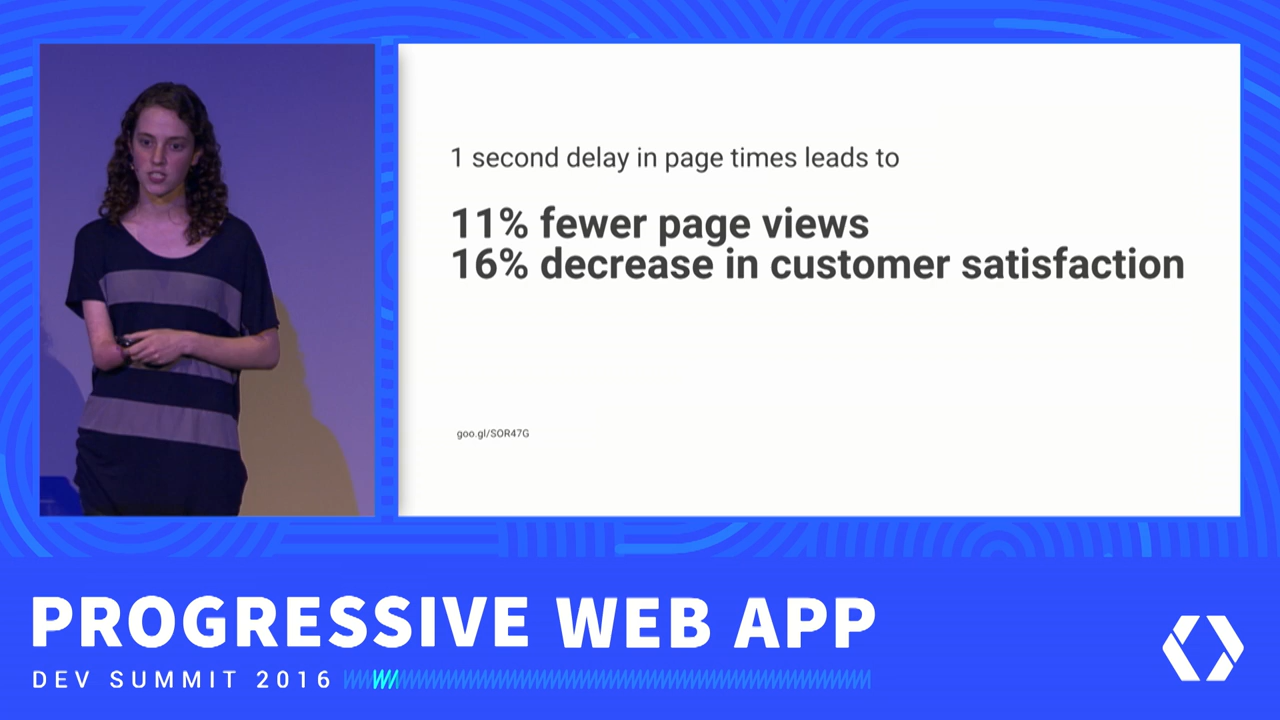 1 second delay in page times leads to
11% fewer page views
16% decrease in customer satisfaction
goo.gl/SOR47G
PROGRESSIVE WEB APP
DEV SUMMIT 2016